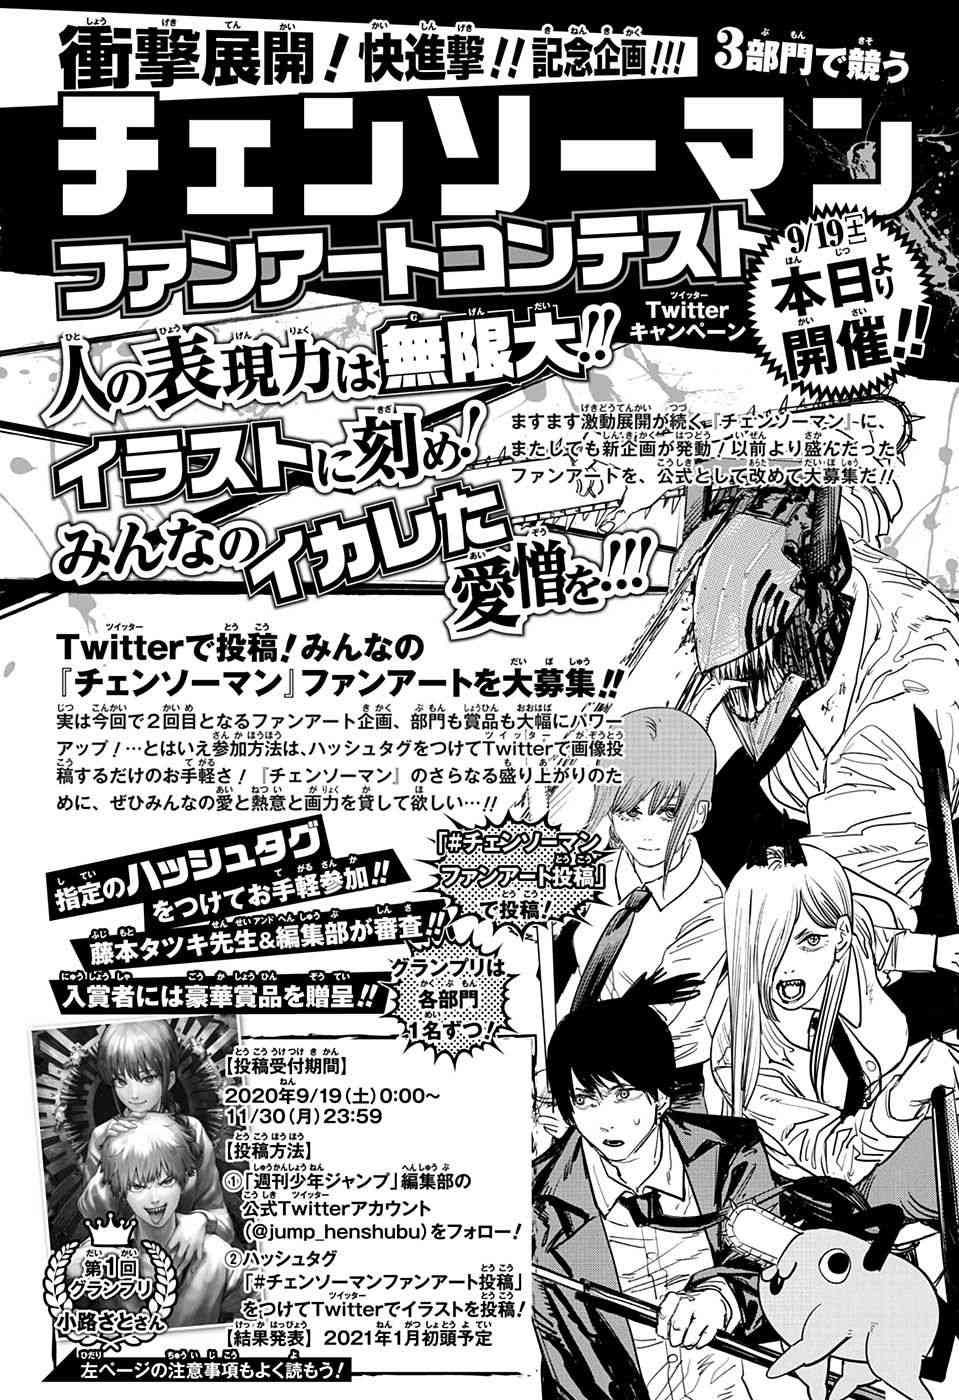 衝撃展開！快進撃!!記念企画!!!
3部門で競う
チェンソーマン
ファンアートコンテスト
Twitter
キャンペーン
9/19[土]
本日より
開催!!
人の表現力は無限大!!
イラストに刻め！
みんなのイカレた
愛憎を…!!!
ますます激動展開が続く『チェンソーマン』に、
またしても新企画が発動！以前より盛んだった
ファンアートを、公式として改めて大募集だ!!
Twitterで投稿！みんなの
『チェンソーマン』ファンアートを大募集!!
実は今回で２回目となるファンアート企画、部門も賞品も大幅にパワー
アップ！…とはいえ参加方法は、ハッシュタグをつけてTwitterで画像投
稿するだけのお手軽さ！『チェンソーマン』のさらなる盛り上がりのた
めに、ぜひみんなの愛と熱意と画力を貸して欲しい…!!
指定のハッシュタグ
をつけてお手軽参加!!
藤本タツキ先生&編集部が審査!!
入賞者には豪華賞品を贈呈!!
「#チェンソーマン
ファンアート投稿」
で投稿！
グランプリは
各部門
1名ずつ！
【投稿受付期間】
2020年9/19（土）0:00〜
11/30（月）23:59
【投稿方法】
①「週刊少年ジャンプ」編集部の
公式Twitterアカウント
（@jump_henshubu）をフォロー！
②ハッシュタグ
「#チェンソーマンファンアート投稿」
をつけてTwitterでイラストを投稿！
【結果発表】 2021年1月初頭予定
第1回
グランプリ
小路さとさん
左ページの注意事項もよく読もう！